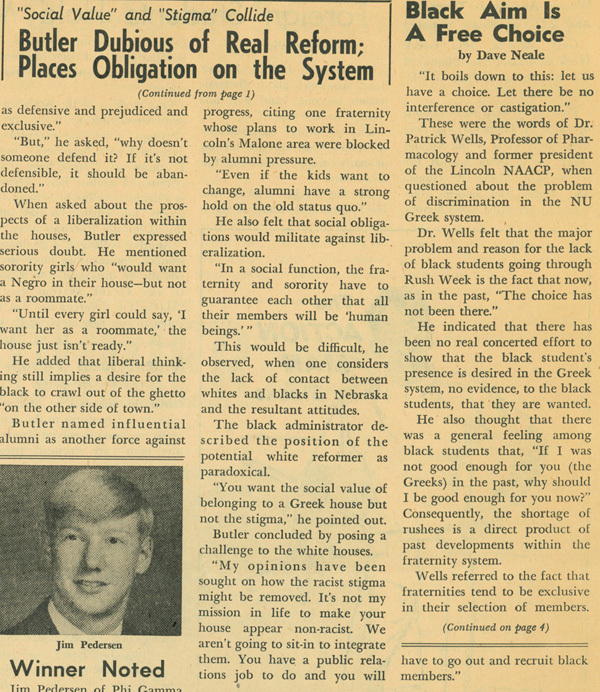 "Social Value" and "Stigma" Collide
Butler Dubious of Real Reform;
Places Obligation on the System
(Continued from page 1)
as defensive and prejudiced and
exclusive."
"But," he asked, "why doesn't
someone defend it? If it's not
defensible, it should be aban-
doned."
When asked about the pros-
pects of a liberalization within
the houses, Butler expressed
serious doubt. He mentioned
sorority girls who "would want
a Negro in their house—but not
as a roommate."
"Until every girl could say, 'I
want her as a roommate,' the
house just isn't ready."
He added that liberal think-
ing still implies a desire for the
black to crawl out of the ghetto
"on the other side of town."
Butler named influential
alumni as another force against
Jim Pedersen
Winner Noted
Jim Pedersen of Phi Gamma
progress, citing one fraternity
whose plans to work in Lin-
coln's Malone area were blocked
by alumni pressure.
"Even if the kids want to
change, alumni have a strong
hold on the old status quo."
He also felt that social obliga-
tions would militate against lib-
eralization.
"In a social function, the fra-
ternity and sorority have to
guarantee each other that all
their members will be 'human
beings.' "
This would be difficult, he
observed, when one considers
the lack of contact between
whites and blacks in Nebraska
and the resultant attitudes.
The black administrator de-
scribed the position of the
potential white reformer as
paradoxical.
"You want the social value of
belonging to a Greek house but
not the stigma," he pointed out.
Butler concluded by posing a
challenge to the white houses.
"My opinions have been
sought on how the racist stigma
might be removed. It's not my
mission in life to make your
house appear non-racist. We
aren't going to sit-in to integrate
them. You have a public rela-
tions job to do and you will
have to go out and recruit black
members."
Black Aim Is
A Free Choice
by Dave Neale
"It boils down to this: let us
have a choice. Let there be no
interference or castigation."
These were the words of Dr.
Patrick Wells, Professor of Phar-
macology and former president
of the Lincoln NAACP, when
questioned about the problem
of discrimination in the NU
Greek system.
Dr. Wells felt that the major
problem and reason for the lack
of black students going through
Rush Week is the fact that now,
as in the past, "The choice has
not been there."
He indicated that there has
been no real concerted effort to
show that the black student's
presence is desired in the Greek
system, no evidence, to the black
students, that they are wanted.
He also thought that there
was a general feeling among
black students that, "If I was
not good enough for you (the
Greeks) in the past, why should
I be good enough for you now?"
Consequently, the shortage of
rushees is a direct product of
past developments within the
fraternity system.
Wells referred to the fact that
fraternities tend to be exclusive
in their selection of members.
(Continued on page 4)